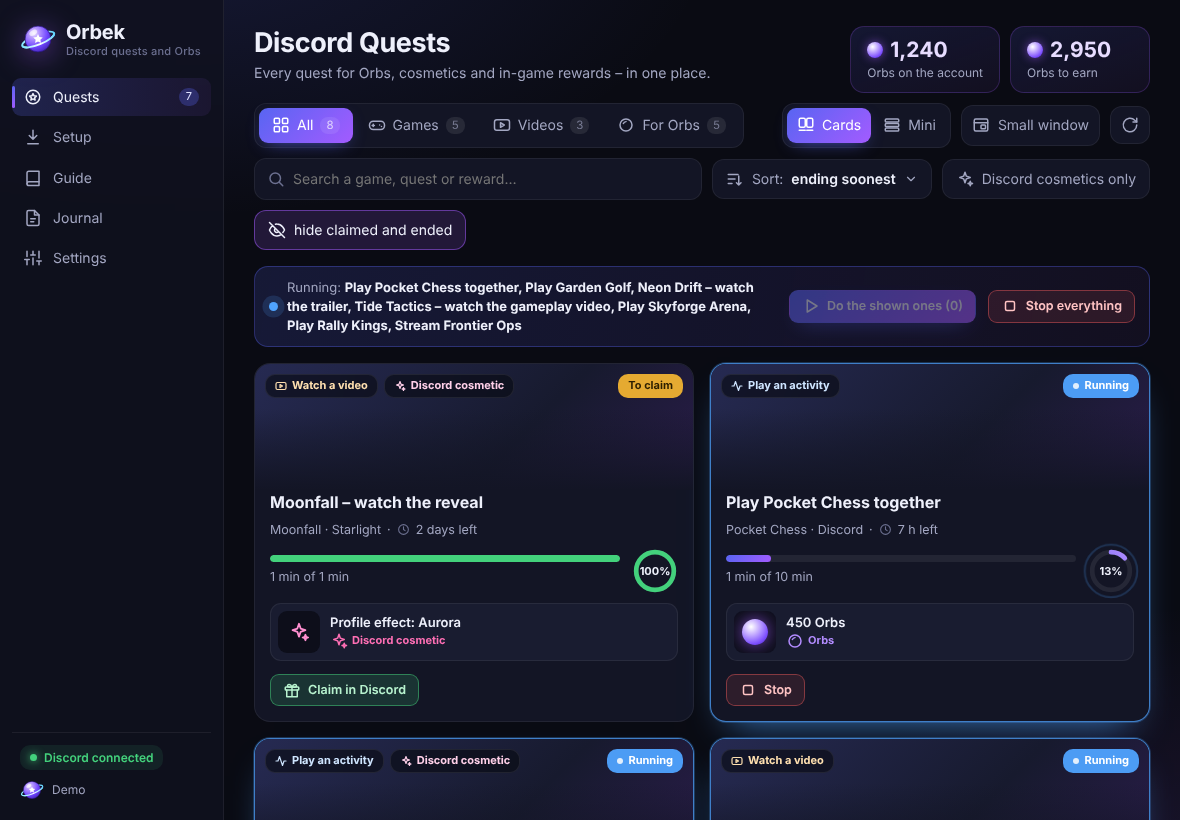 Orbek
Discord quests and Orbs
Quests 7
Setup
Guide
Journal
Settings
Discord connected
Demo
Discord Quests
Every quest for Orbs, cosmetics and in-game rewards – in one place.
1,240
Orbs on the account
2,950
Orbs to earn
All 8
Games 5
Videos 3
For Orbs 5
Cards
Mini
Small window
Search a game, quest or reward...
Sort: ending soonest
Discord cosmetics only
hide claimed and ended
Running: Play Pocket Chess together, Play Garden Golf, Neon Drift – watch
the trailer, Tide Tactics – watch the gameplay video, Play Skyforge Arena,
Play Rally Kings, Stream Frontier Ops
Do the shown ones (0)
Stop everything
Watch a video
Discord cosmetic
To claim
Moonfall – watch the reveal
Moonfall · Starlight · 2 days left
1 min of 1 min
100%
Profile effect: Aurora
Discord cosmetic
Claim in Discord
Play an activity
Running
Play Pocket Chess together
Pocket Chess · Discord · 7 h left
1 min of 10 min
13%
450 Orbs
Orbs
Stop
Play an activity
Discord cosmetic
Running
Watch a video
Running